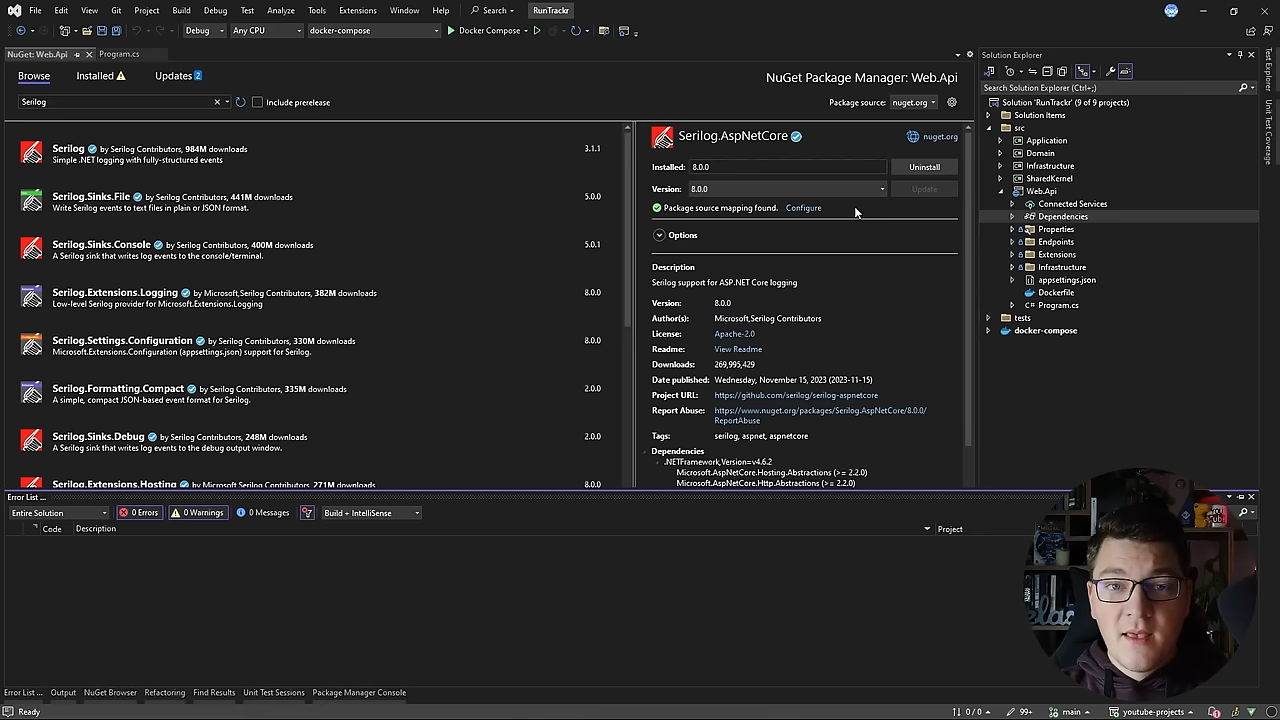 File Edit View Git Project Build Debug Test Analyze Tools Extensions Window Help Search RunTrackr
Debug Any CPU docker-compose Docker Compose
NuGet: Web.Api Program.cs
Browse Installed Updates 2
NuGet Package Manager: Web.Api
Serilog Include prerelease
Package source: nuget.org
Serilog by Serilog Contributors, 984M downloads 3.1.1
Simple .NET logging with fully-structured events
Serilog.Sinks.File by Serilog Contributors, 441M downloads 5.0.0
Write Serilog events to text files in plain or JSON format.
Serilog.Sinks.Console by Serilog Contributors, 400M downloads 5.0.1
A Serilog sink that writes log events to the console/terminal.
Serilog.Extensions.Logging by Microsoft,Serilog Contributors, 382M downloads 8.0.0
Low-level Serilog provider for Microsoft.Extensions.Logging
Serilog.Settings.Configuration by Serilog Contributors, 330M downloads 8.0.0
Microsoft.Extensions.Configuration (appsettings.json) support for Serilog.
Serilog.Formatting.Compact by Serilog Contributors, 335M downloads 2.0.0
A simple, compact JSON-based event format for Serilog.
Serilog.Sinks.Debug by Serilog Contributors, 248M downloads 2.0.0
A Serilog sink that writes log events to the debug output window.
Serilog.Extensions.Hosting by Microsoft,Serilog Contributors, 271M downloads 8.0.0
Serilog.AspNetCore nuget.org
Installed: 8.0.0 Uninstall
Version: 8.0.0 Update
Package source mapping found. Configure
Options
Description
Serilog support for ASP.NET Core logging
Version: 8.0.0
Author(s): Microsoft,Serilog Contributors
License: Apache-2.0
Readme: View Readme
Downloads: 269,995,429
Date published: Wednesday, November 15, 2023 (2023-11-15)
Project URL: https://github.com/serilog/serilog-aspnetcore
Report Abuse: https://www.nuget.org/packages/Serilog.AspNetCore/8.0.0/
ReportAbuse
Tags: serilog, aspnet, aspnetcore
Dependencies
.NETFramework,Version=v4.6.2
Microsoft.AspNetCore.Hosting.Abstractions (>= 2.2.0)
Microsoft.AspNetCore.Http.Abstractions (>= 2.2.0)
Solution Explorer
Search Solution Explorer (Ctrl+;)
Solution 'RunTrackr' (9 of 9 projects)
Solution Items
src
Application
Domain
Infrastructure
SharedKernel
Web.Api
Connected Services
Dependencies
Properties
Endpoints
Extensions
Infrastructure
appsettings.json
Dockerfile
C# Program.cs
tests
docker-compose
Test Explorer
Unit Test Coverage
Error List ...
Entire Solution 0 Errors 0 Warnings 0 Messages Build + IntelliSense
Code Description Project
Error List ... Output NuGet Browser Refactoring Find Results Unit Test Sessions Package Manager Console
Ready 0 / 0 99+ main youtube-projects